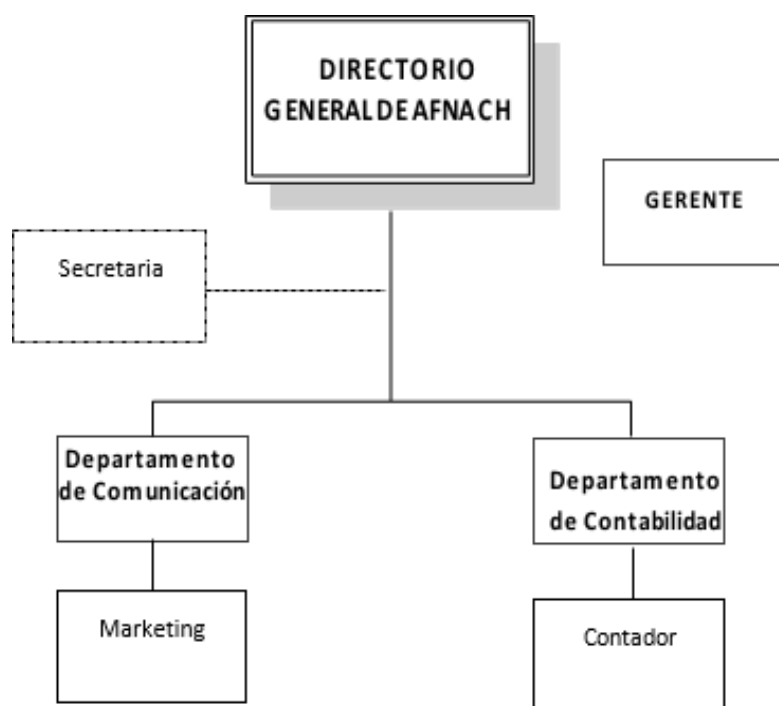 DIRECTORIO
GENERAL DE AFNACH
GERENTE
Secretaria
Departamento
de Comunicación
Departamento
de Contabilidad
Marketing
Contador